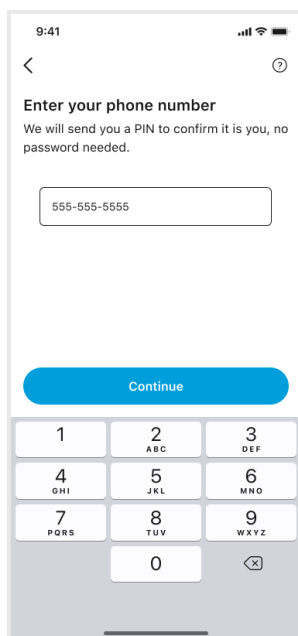 9:41
?
Enter your phone number
We will send you a PIN to confirm it is you, no
password needed.
555-555-5555
Continue
1 2 3
ABC DEF
4 5 6
GHI JKL MNO
7 8 9
PQRS TUV WXYZ
0